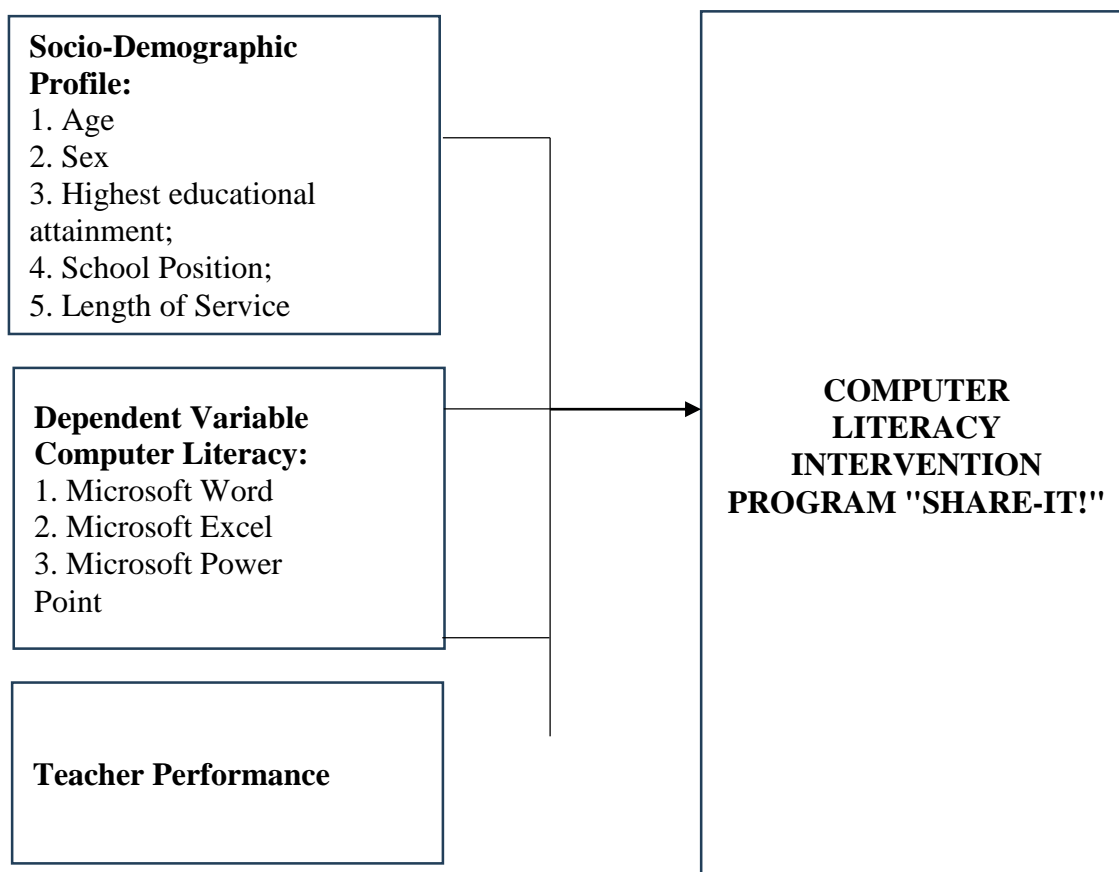 Socio-Demographic
Profile:
1. Age
2. Sex
3. Highest educational
attainment;
4. School Position;
5. Length of Service
Dependent Variable
Computer Literacy:
1. Microsoft Word
2. Microsoft Excel
3. Microsoft Power
Point
Teacher Performance
COMPUTER
LITERACY
INTERVENTION
PROGRAM "SHARE-IT!"